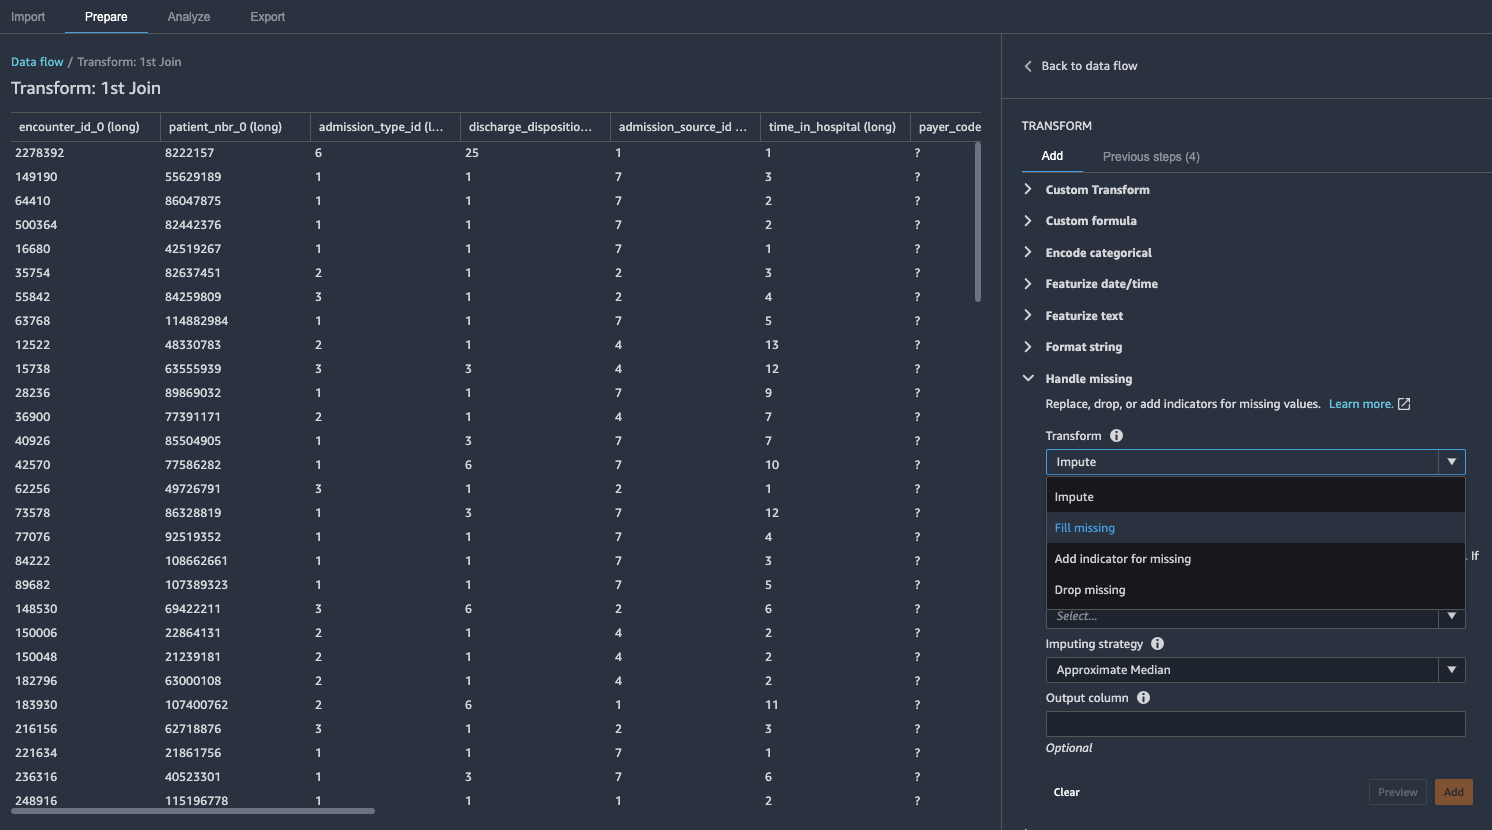 Import Prepare Analyze Export
Data flow / Transform: 1st Join
Transform: 1st Join
encounter_id_0 (long) patient_nbr_0 (long) admission_type_id (l... discharge_dispositio... admission_source_id ... time_in_hospital (long) payer_code
2278392 8222157 6 25 1 1 ?
149190 55629189 1 1 7 3 ?
64410 86047875 1 1 7 2 ?
500364 82442376 1 1 7 2 ?
16680 42519267 1 1 7 1 ?
35754 82637451 2 1 2 3 ?
55842 84259809 3 1 2 4 ?
63768 114882984 1 1 7 5 ?
12522 48330783 2 1 4 13 ?
15738 63555939 3 3 4 12 ?
28236 89869032 1 1 7 9 ?
36900 77391171 2 1 4 7 ?
40926 85504905 1 3 7 7 ?
42570 77586282 1 6 7 10 ?
62256 49726791 3 1 2 1 ?
73578 86328819 1 3 7 12 ?
77076 92519352 1 1 7 4 ?
84222 108662661 1 1 7 3 ?
89682 107389323 1 1 7 5 ?
148530 69422211 3 6 2 6 ?
150006 22864131 2 1 4 2 ?
150048 21239181 2 1 4 2 ?
182796 63000108 2 1 4 2 ?
183930 107400762 2 6 1 11 ?
216156 62718876 3 1 2 3 ?
221634 21861756 1 1 7 1 ?
236316 40523301 1 3 7 6 ?
248916 115196778 1 1 1 2 ?
Back to data flow
TRANSFORM
Add Previous steps (4)
Custom Transform
Custom formula
Encode categorical
Featurize date/time
Featurize text
Format string
Handle missing
Replace, drop, or add indicators for missing values. Learn more.
Transform
Impute
Impute
Fill missing
Add indicator for missing
. If
Drop missing
Select...
Imputing strategy
Approximate Median
Output column
Optional
Clear Preview Add